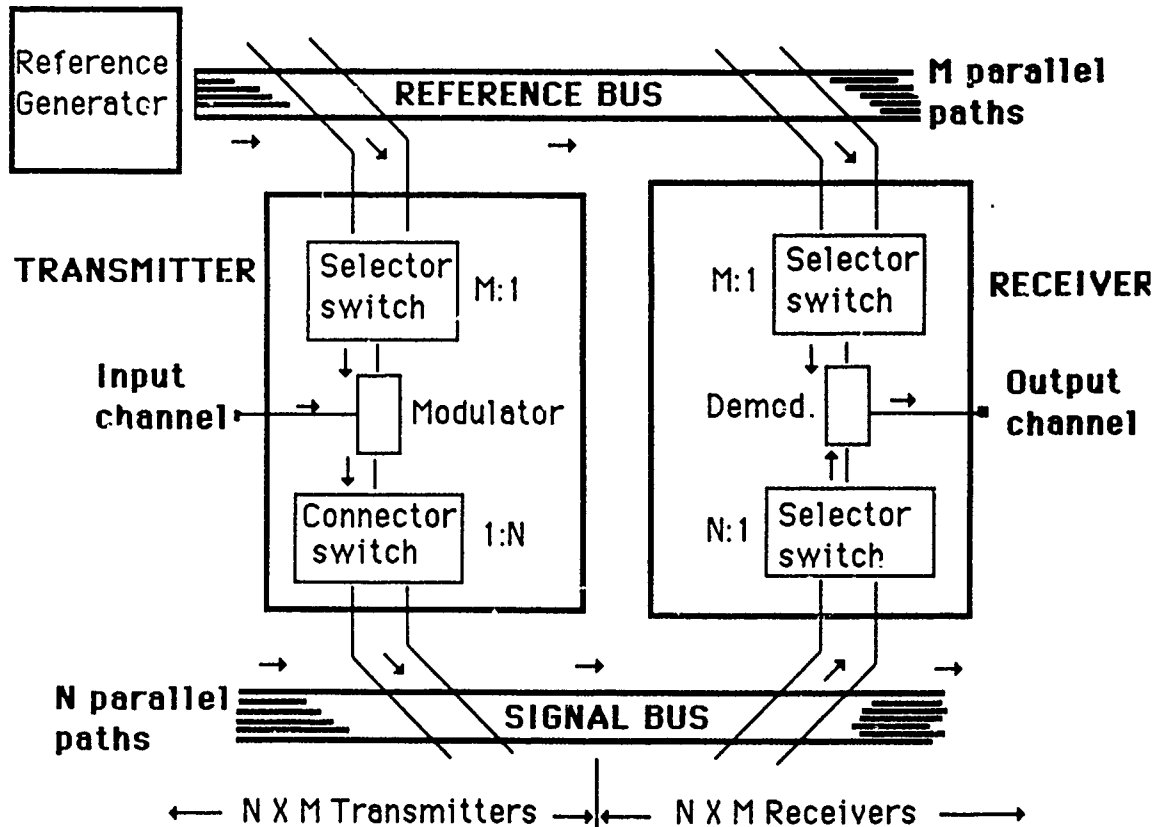 Reference
Generator
REFERENCE BUS
M parallel
paths
TRANSMITTER
Selector
switch
M:1
M:1
Selector
switch
RECEIVER
Input
channel
Modulator
Demod.
Output
channel
Connector
switch
1:N
N:1
Selector
switch
N parallel
paths
SIGNAL BUS
N X M Transmitters
N X M Receivers